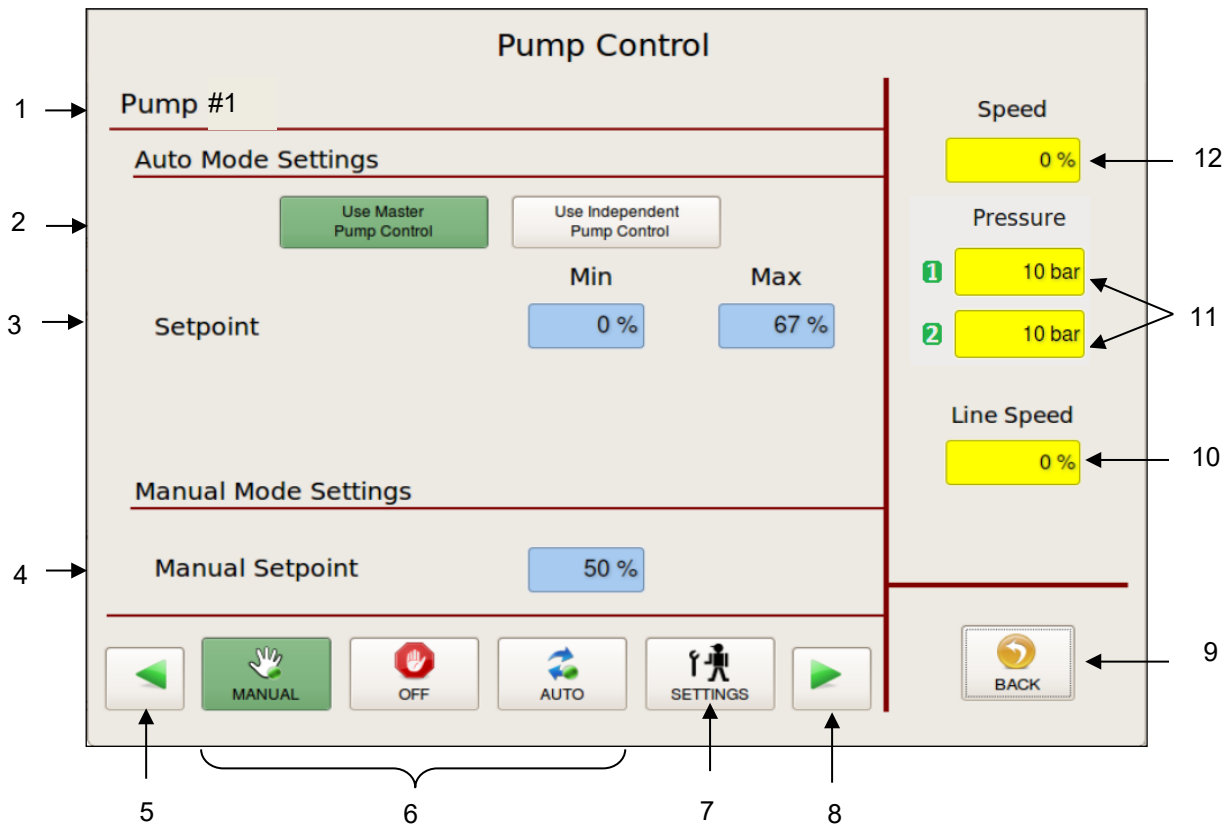 Pump Control
1
Pump #1
Speed
Auto Mode Settings
0 %
12
2
Use Master
Pump Control
Use Independent
Pump Control
Pressure
Min
Max
1
10 bar
3
Setpoint
0 %
67 %
11
2
10 bar
Line Speed
0 %
10
Manual Mode Settings
4
Manual Setpoint
50 %
MANUAL
OFF
AUTO
SETTINGS
BACK
9
5
6
7
8